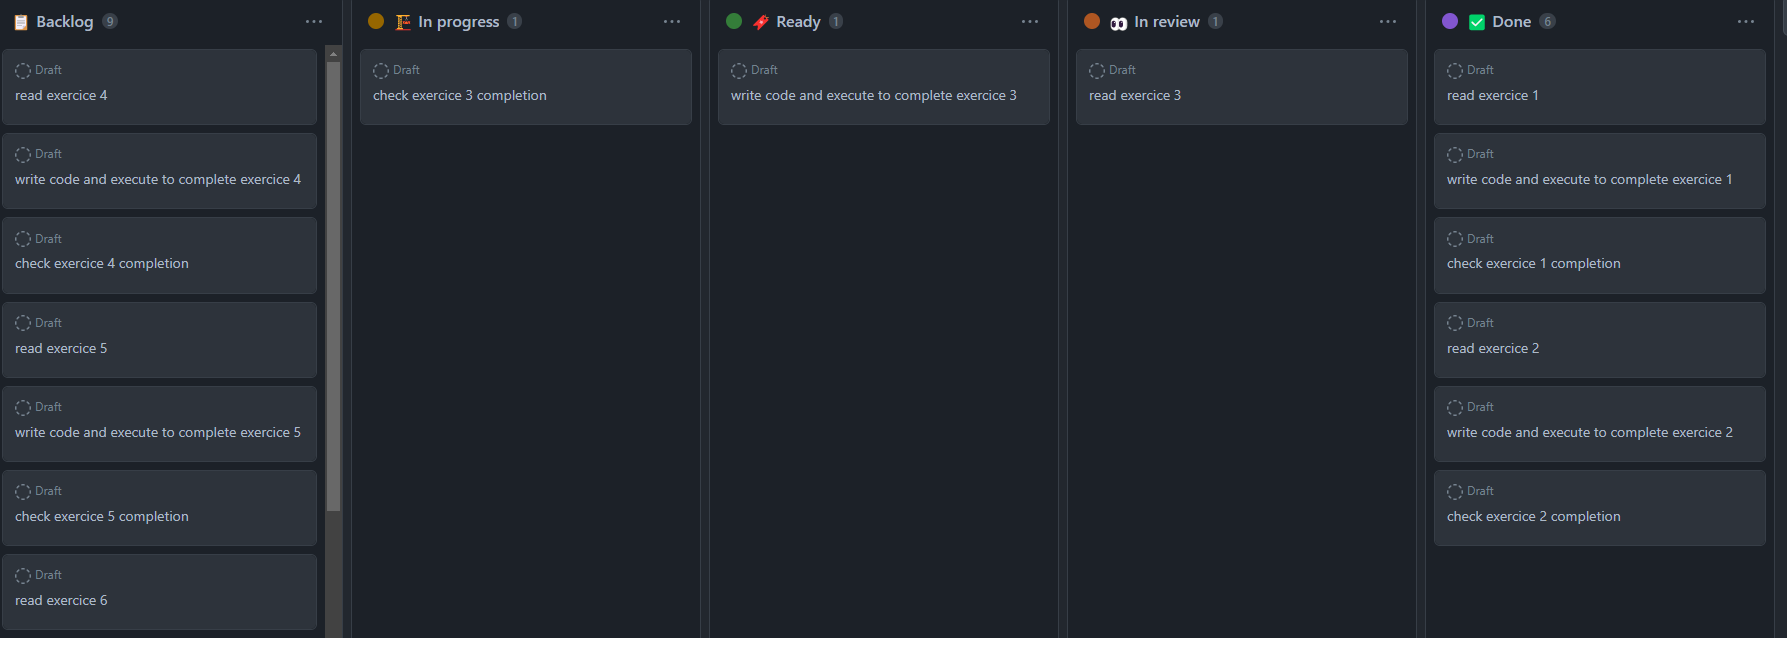 Backlog 9
Draft
read exercice 4
Draft
write code and execute to complete exercice 4
Draft
check exercice 4 completion
Draft
read exercice 5
Draft
write code and execute to complete exercice 5
Draft
check exercice 5 completion
Draft
read exercice 6
In progress 1
Draft
check exercice 3 completion
Ready 1
Draft
write code and execute to complete exercice 3
In review 1
Draft
read exercice 3
Done 6
Draft
read exercice 1
Draft
write code and execute to complete exercice 1
Draft
check exercice 1 completion
Draft
read exercice 2
Draft
write code and execute to complete exercice 2
Draft
check exercice 2 completion